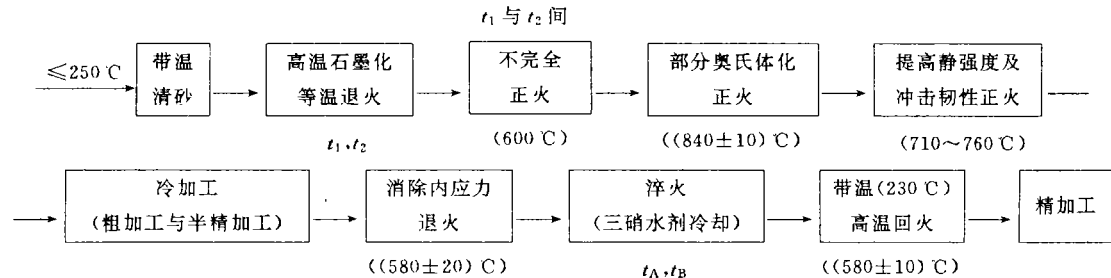 t₁与t₂间
≤250℃
带温
清砂
高温石墨化
等温退火
不完全
正火
部分奥氏体化
正火
提高静强度及
冲击韧性正火
t₁,t₂
(600℃)
((840±10)℃)
(710～760℃)
冷加工
(粗加工与半精加工)
消除内应力
退火
淬火
(三硝水剂冷却)
带温(230℃)
高温回火
精加工
((580±20)℃)
t_A,t_B
((580±10)℃)